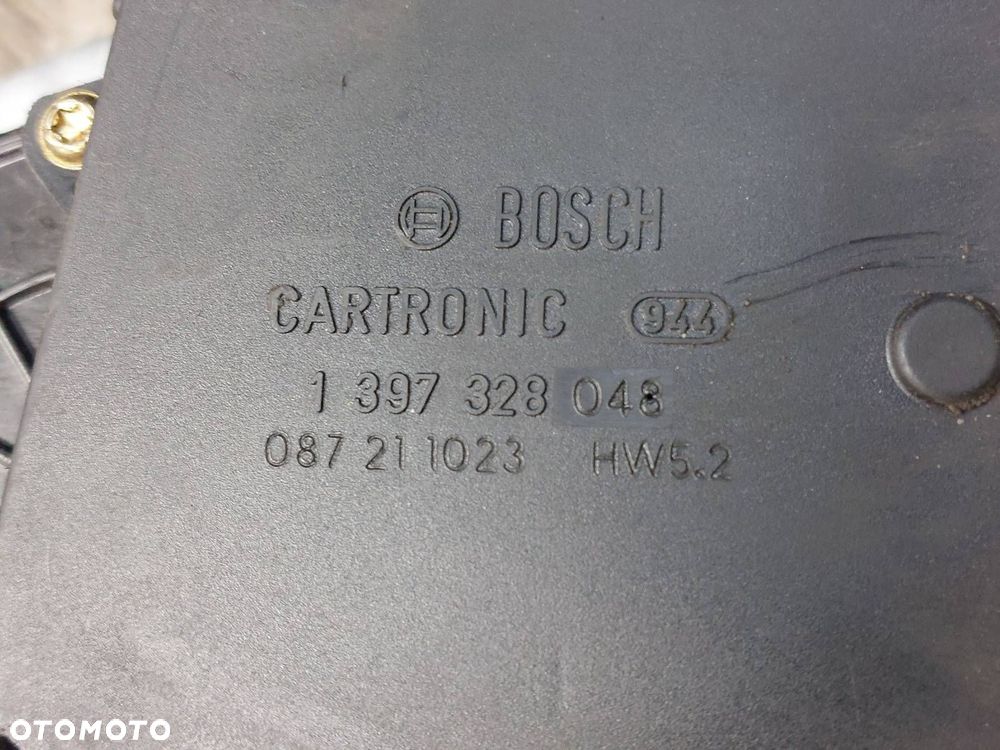 BOSCH
CARTRONIC 944
1 397 328 048
087 21 1023 HW5.2
OTOMOTO